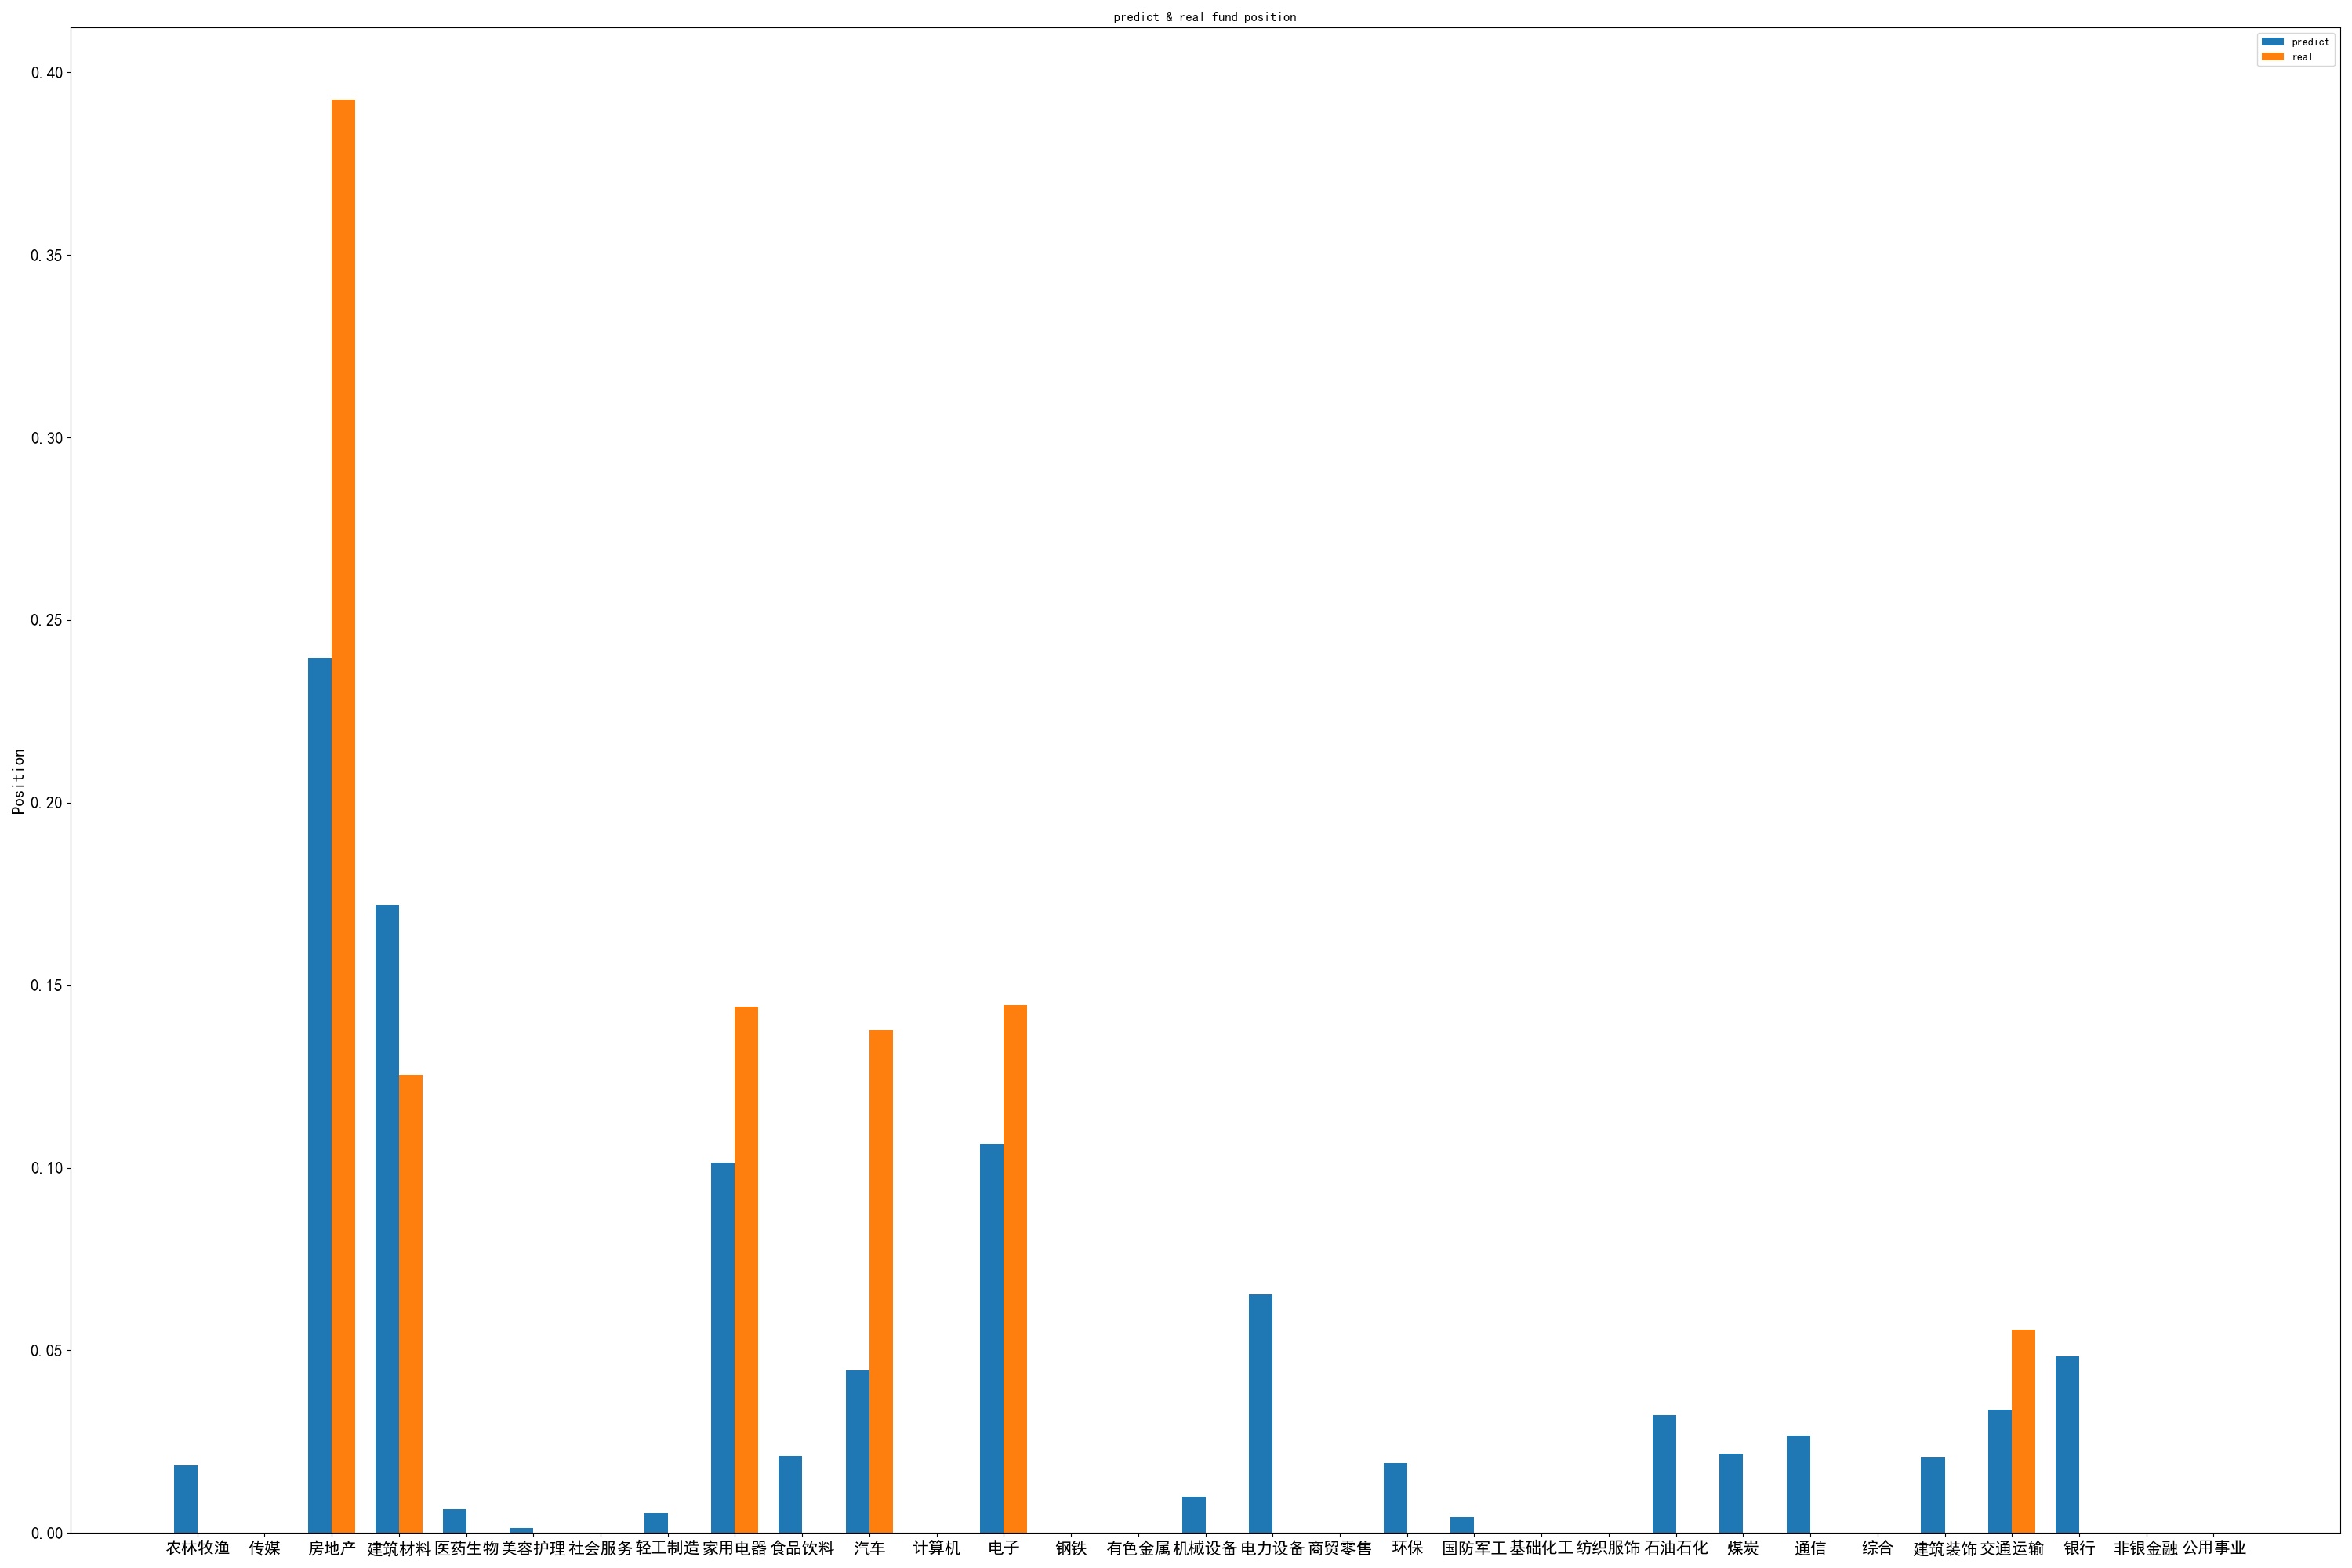 predict & real fund position
predict
real
0.40
0.35
0.30
0.25
0.20
0.15
0.10
0.05
0.00
Position
农林牧渔 传媒 房地产 建筑材料 医药生物 美容护理 社会服务 轻工制造 家用电器 食品饮料 汽车 计算机 电子 钢铁 有色金属 机械设备 电力设备 商贸零售 环保 国防军工 基础化工 纺织服饰 石油石化 煤炭 通信 综合 建筑装饰 交通运输 银行 非银金融 公用事业